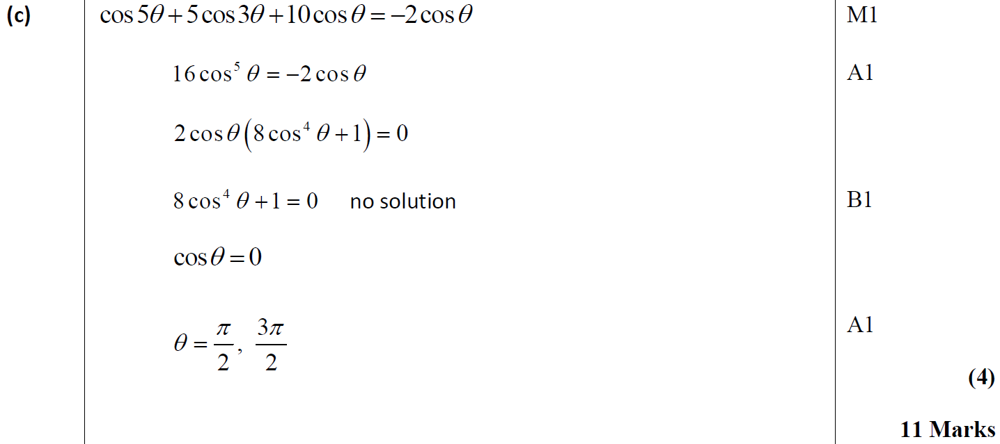 (c) cos 5θ + 5 cos 3θ + 10 cos θ = −2 cos θ M1
16 cos⁵ θ = −2 cos θ A1
2 cos θ (8 cos⁴ θ + 1) = 0
8 cos⁴ θ + 1 = 0 no solution B1
cos θ = 0
θ = π/2, 3π/2 A1
(4)
11 Marks